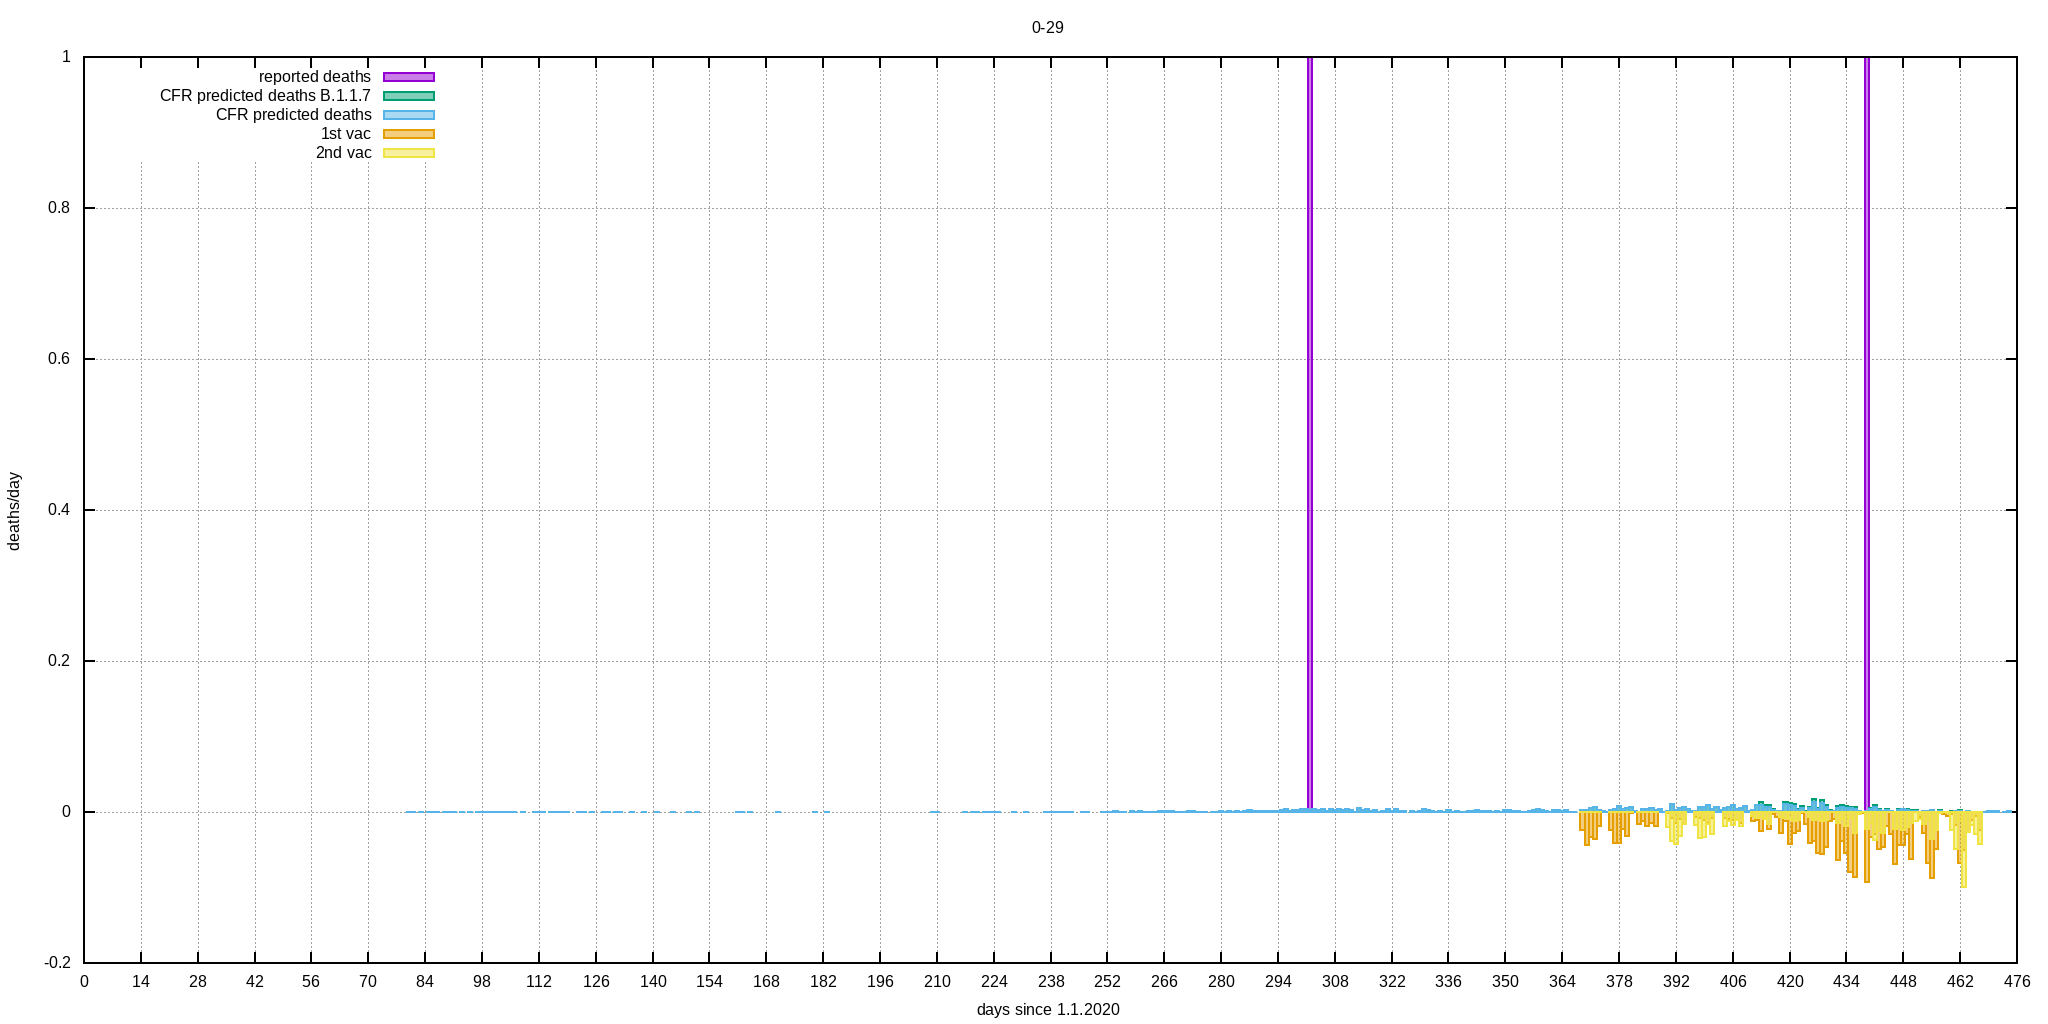 0-29
1
reported deaths
CFR predicted deaths B.1.1.7
CFR predicted deaths
1st vac
2nd vac
0.8
0.6
0.4
0.2
0
-0.2
deaths/day
0 14 28 42 56 70 84 98 112 126 140 154 168 182 196 210 224 238 252 266 280 294 308 322 336 350 364 378 392 406 420 434 448 462 476
days since 1.1.2020